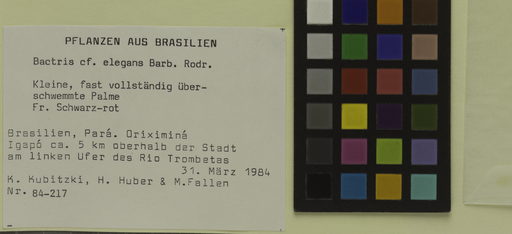 PFLANZEN AUS BRASILIEN
Bactris cf. elegans Barb. Rodr.
Kleine, fast vollständig über-
schwemmte Palme
Fr. Schwarz-rot
Brasilien, Pará. Oriximiná
Igapó ca. 5 km oberhalb der Stadt
am linken Ufer des Rio Trombetas
31. März 1984
K. Kubitzki, H. Huber & M.Fallen
Nr. 84-217